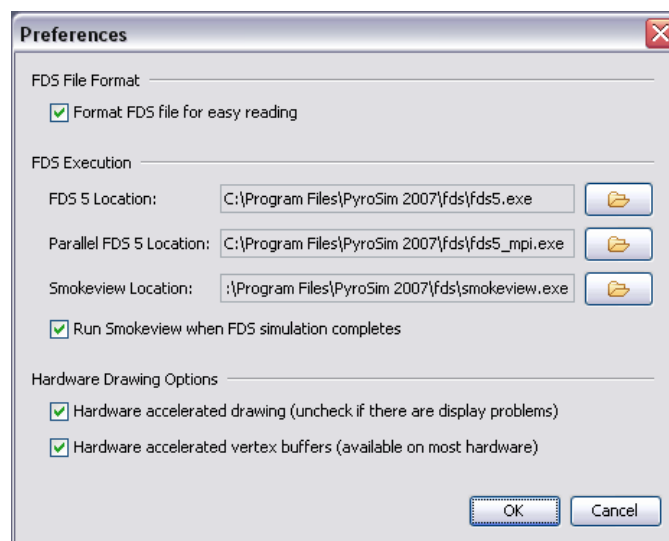 Preferences
FDS File Format
Format FDS file for easy reading
FDS Execution
FDS 5 Location: C:\Program Files\PyroSim 2007\fds\fds5.exe
Parallel FDS 5 Location: C:\Program Files\PyroSim 2007\fds\fds5_mpi.exe
Smokeview Location: :\Program Files\PyroSim 2007\fds\smokeview.exe
Run Smokeview when FDS simulation completes
Hardware Drawing Options
Hardware accelerated drawing (uncheck if there are display problems)
Hardware accelerated vertex buffers (available on most hardware)
OK Cancel